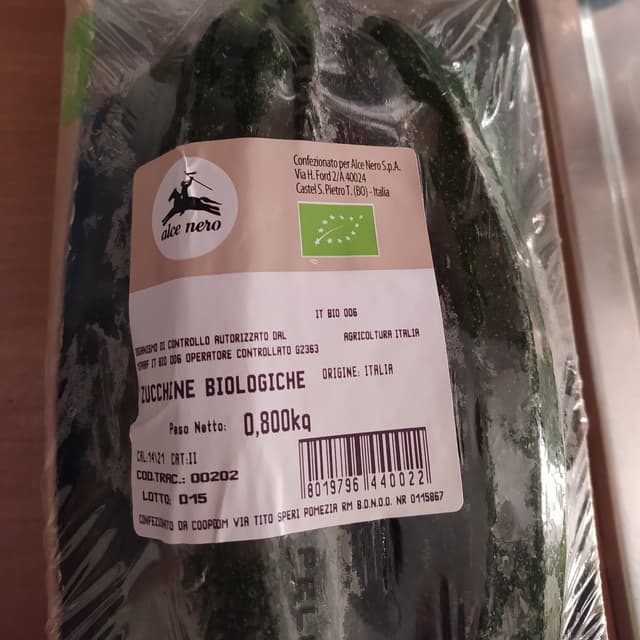 Confezionato per Alce Nero S.p.A.
Via H. Ford 2/A 40024
Castel S. Pietro T. (BO) - Italia
alce nero
IT BIO 006
ORGANISMO DI CONTROLLO AUTORIZZATO DAL
AGRICOLTURA ITALIA
MIPAAF IT BIO 006 OPERATORE CONTROLLATO G2363
ZUCCHINE BIOLOGICHE
ORIGINE: ITALIA
Peso Netto: 0,800kg
CAL:14\21 CAT:II
COD.TRAC.: 00202
LOTTO: 015
8019796 440022
CONFEZIONATO DA COOPDOM VIA TITO SPERI POMEZIA RM B.D.N.O.O. NR 0115867